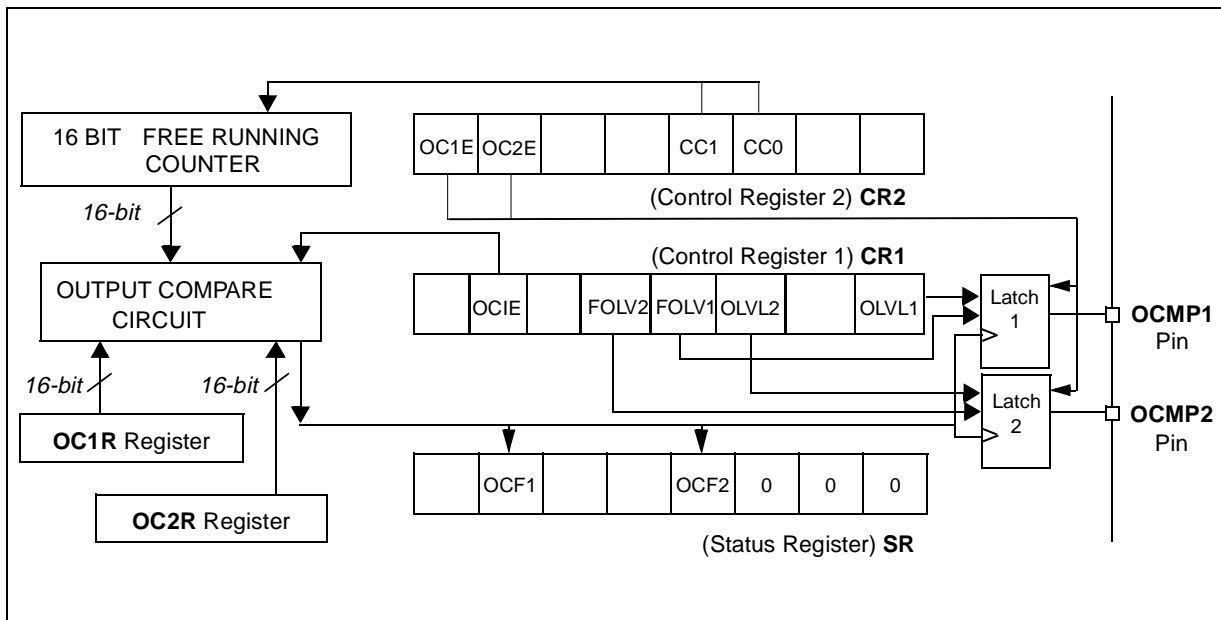 16 BIT FREE RUNNING
COUNTER
OC1E OC2E CC1 CC0
(Control Register 2) CR2
16-bit
(Control Register 1) CR1
OUTPUT COMPARE
CIRCUIT
OCIE FOLV2 FOLV1 OLVL2 OLVL1
Latch
1
OCMP1
Pin
16-bit
16-bit
Latch
2
OCMP2
Pin
OC1R Register
OCF1 OCF2 0 0 0
OC2R Register
(Status Register) SR